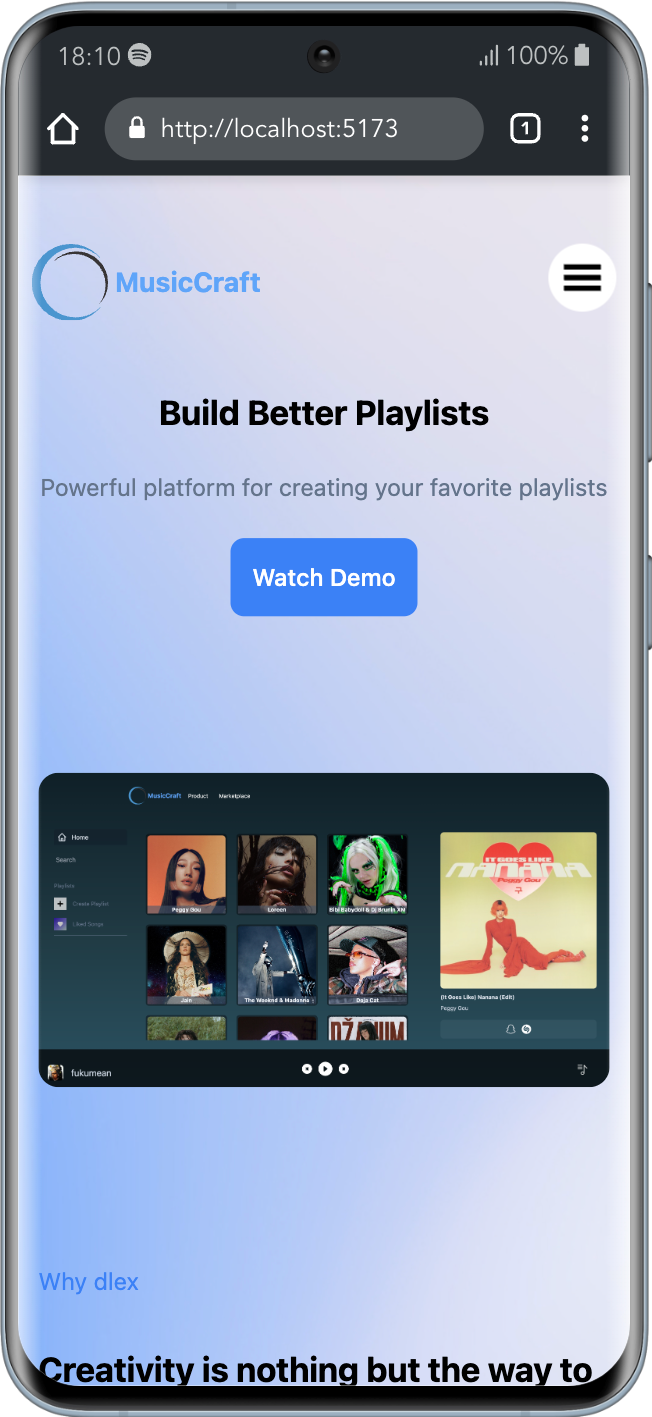 18:10
100%
http://localhost:5173
1
MusicCraft
Build Better Playlists
Powerful platform for creating your favorite playlists
Watch Demo
MusicCraft Product Marketplace
Home
Search
Playlists
Create Playlist
Liked Songs
Peggy Gou
Loreen
Bibi Babydoll & Dj Brunin XM
Jain
The Weeknd & Madonna
Doja Cat
DŽANUM
IT GOES LIKE
NANANA
Peggy Gou
구
(It Goes Like) Nanana (Edit)
Peggy Gou
fukumean
Why dlex
Creativity is nothing but the way to